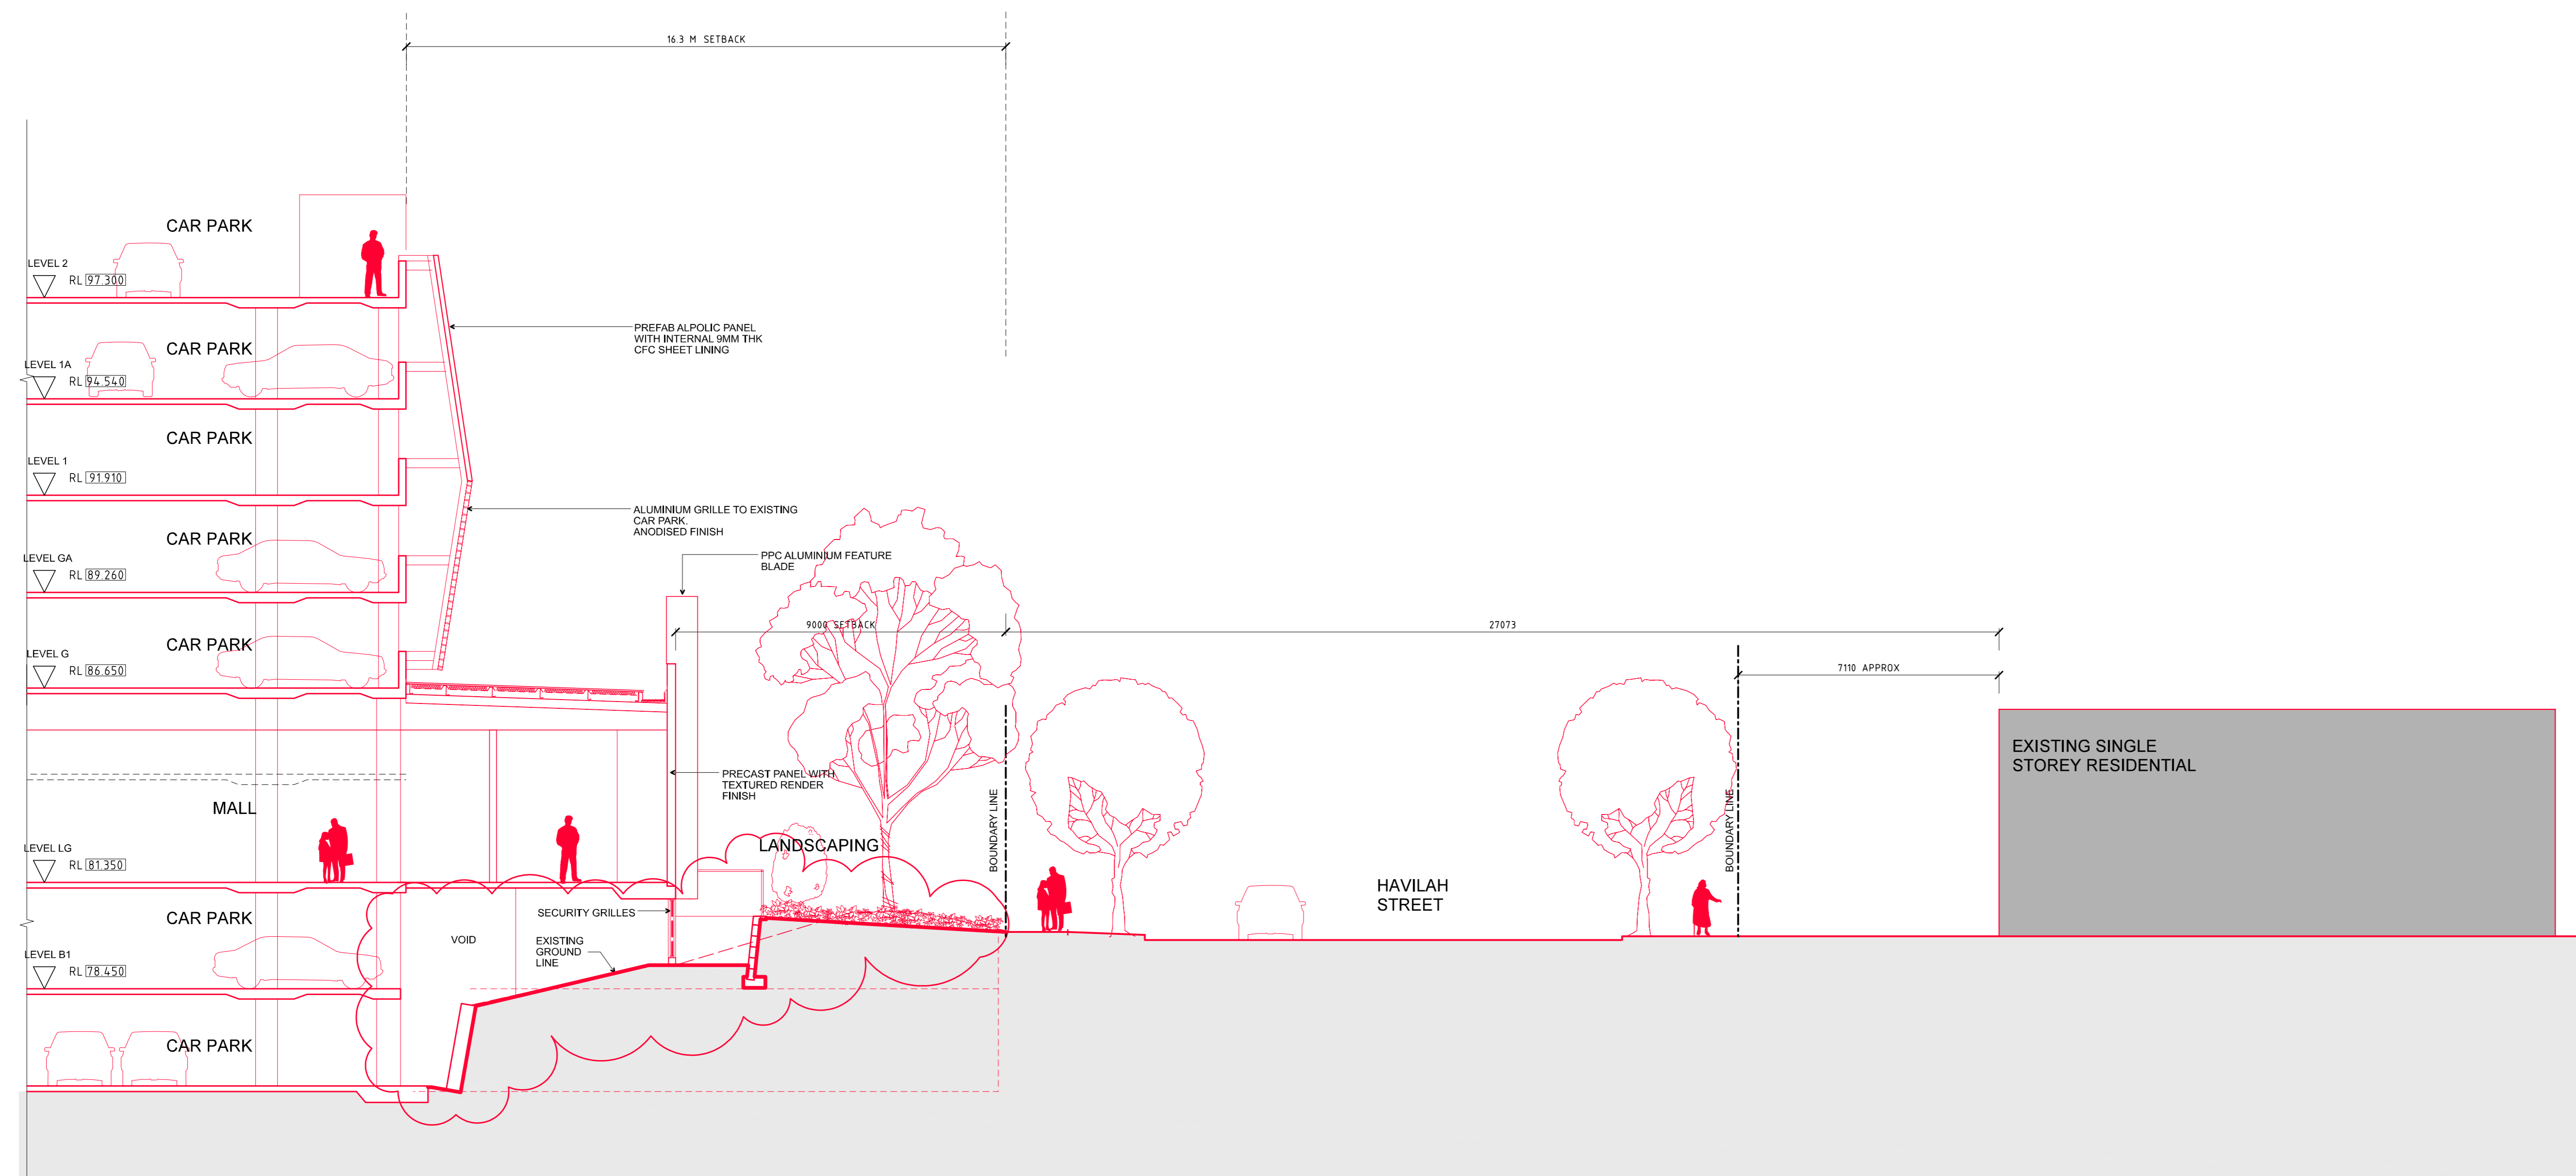 16.3 M SETBACK
CAR PARK
LEVEL 2
RL 97.300
PREFAB ALPOLIC PANEL
WITH INTERNAL 9MM THK
CFC SHEET LINING
CAR PARK
LEVEL 1A
RL 94.540
CAR PARK
LEVEL 1
RL 91.910
ALUMINIUM GRILLE TO EXISTING
CAR PARK.
ANODISED FINISH
CAR PARK
PPC ALUMINIUM FEATURE
BLADE
LEVEL GA
RL 89.260
9000 SETBACK
27073
CAR PARK
LEVEL G
RL 86.650
7110 APPROX
EXISTING SINGLE
STOREY RESIDENTIAL
PRECAST PANEL WITH
TEXTURED RENDER
FINISH
MALL
BOUNDARY LINE
BOUNDARY LINE
LANDSCAPING
LEVEL LG
RL 81.350
HAVILAH
STREET
CAR PARK
SECURITY GRILLES
VOID
EXISTING
GROUND
LINE
LEVEL B1
RL 78.450
CAR PARK